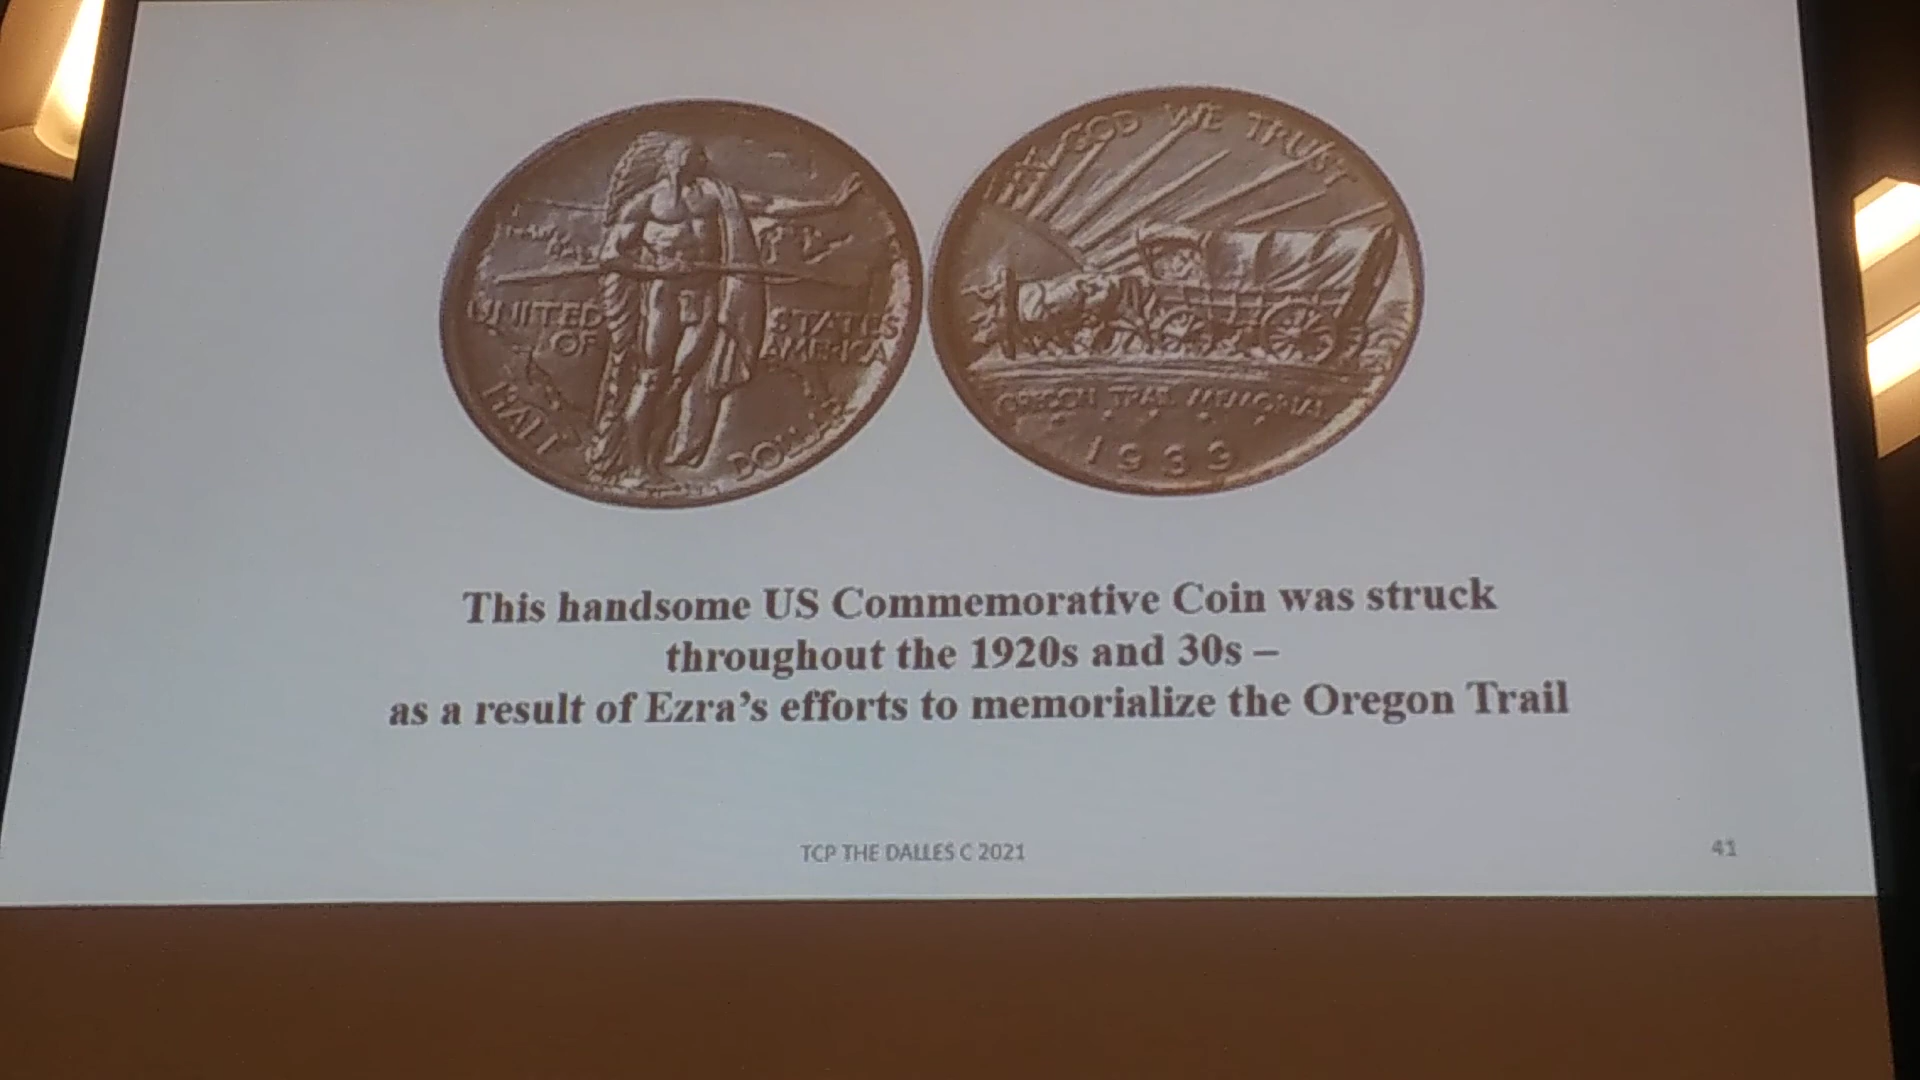 IN GOD WE TRUST
UNITED STATES
OF AMERICA
HALF DOLLAR
OREGON TRAIL MEMORIAL
1933
This handsome US Commemorative Coin was struck
throughout the 1920s and 30s –
as a result of Ezra's efforts to memorialize the Oregon Trail
TCP THE DALLES C 2021
41